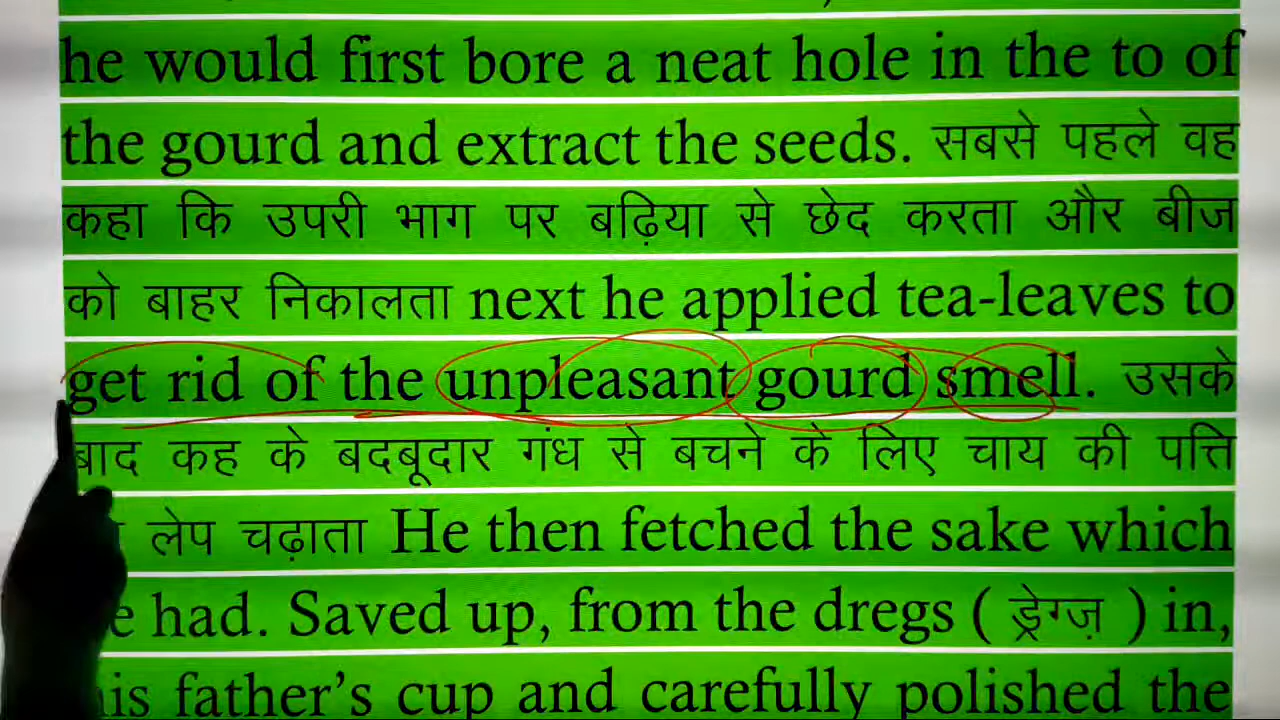 he would first bore a neat hole in the to of
the gourd and extract the seeds. सबसे पहले वह
कहा कि उपरी भाग पर बढ़िया से छेद करता और बीज
को बाहर निकालता next he applied tea-leaves to
get rid of the unpleasant gourd smell. उसके
बाद कह के बदबूदार गंध से बचने के लिए चाय की पत्ति
लेप चढ़ाता He then fetched the sake which
had. Saved up, from the dregs ( ड्रेग्ज़ ) in,
his father's cup and carefully polished the